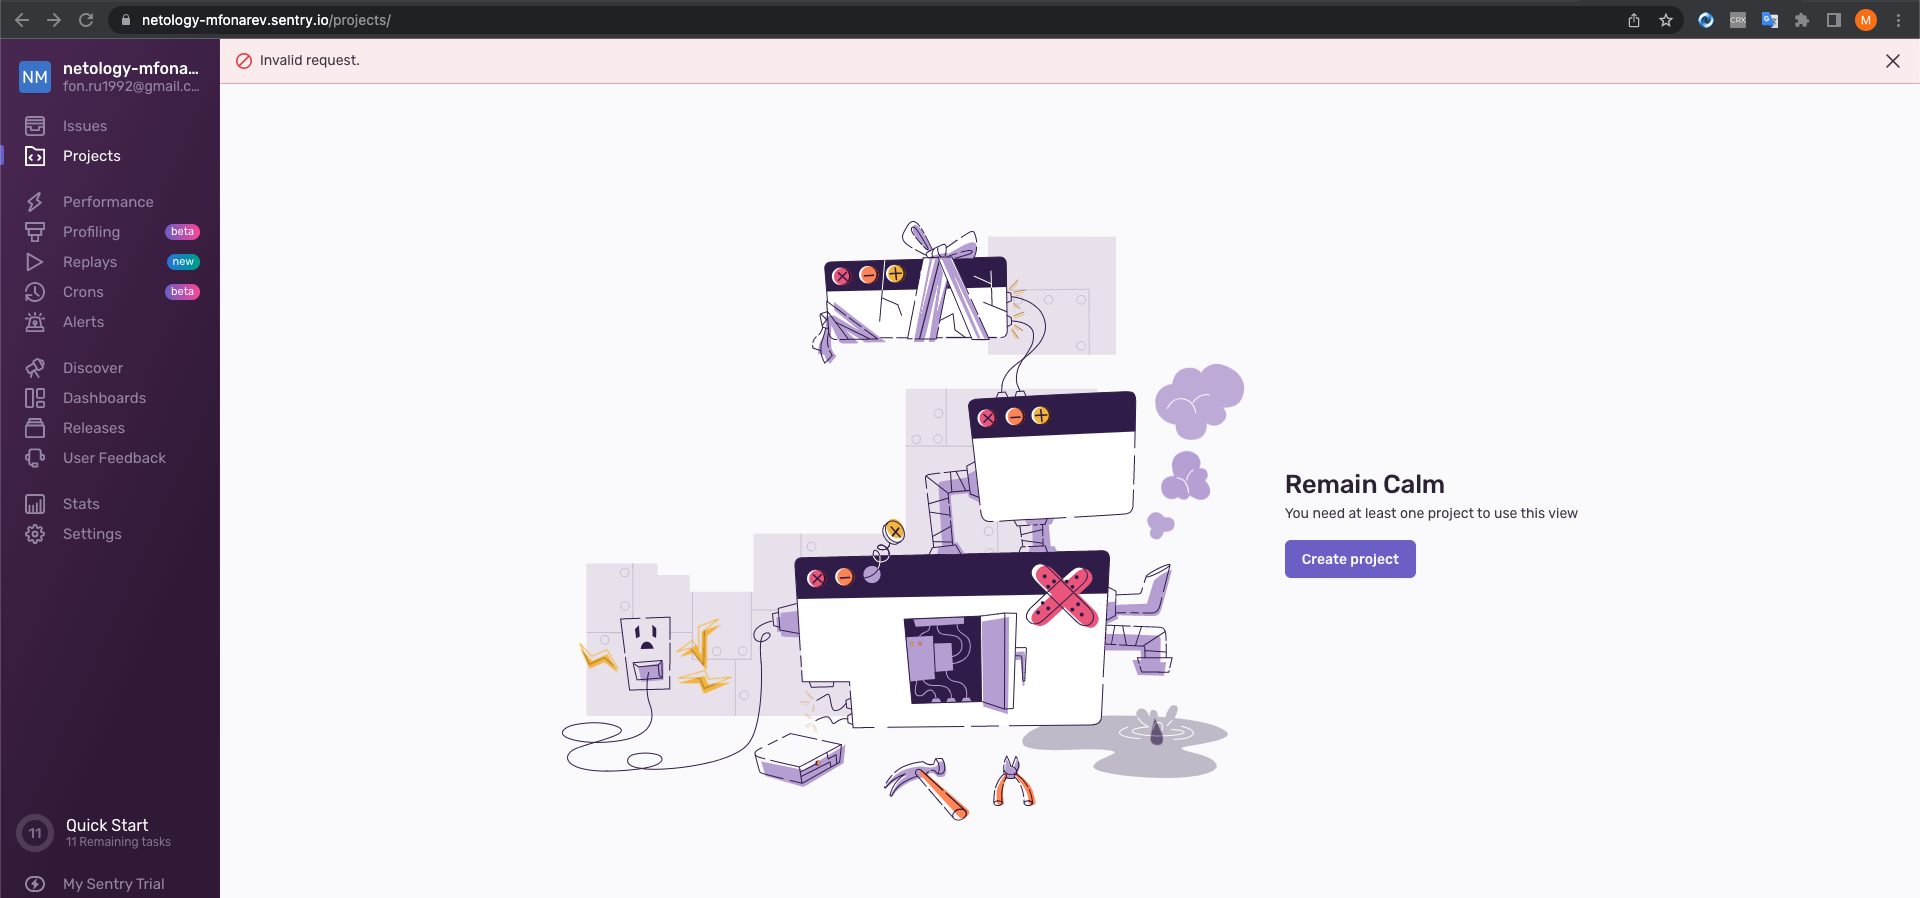 netology-mfonarev.sentry.io/projects/
CRX
M
NM
netology-mfona...
fon.ru1992@gmail.c...
Invalid request.
Issues
Projects
Performance
Profiling beta
Replays new
Crons beta
Alerts
Discover
Dashboards
Releases
User Feedback
Stats
Settings
Remain Calm
You need at least one project to use this view
Create project
11
Quick Start
11 Remaining tasks
My Sentry Trial